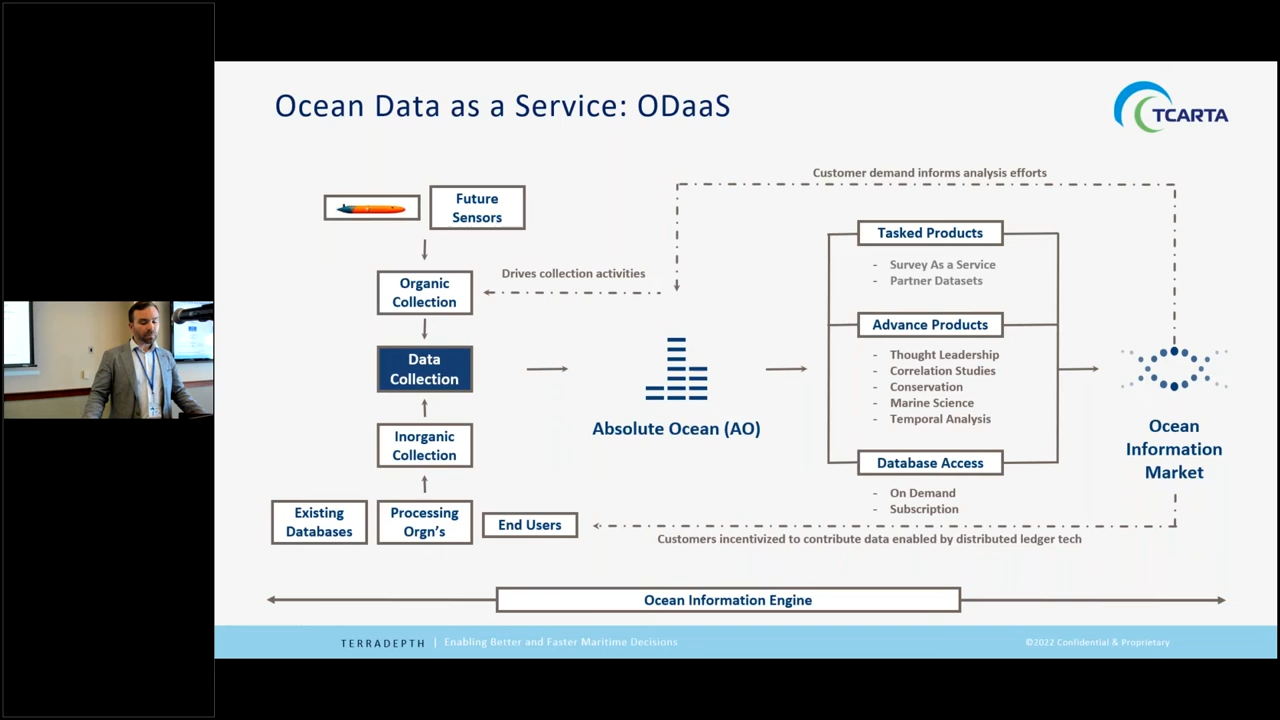 Ocean Data as a Service: ODaaS
TCARTA
Customer demand informs analysis efforts
Future
Sensors
Tasked Products
- Survey As a Service
- Partner Datasets
Drives collection activities
Organic
Collection
Advance Products
- Thought Leadership
- Correlation Studies
- Conservation
- Marine Science
- Temporal Analysis
Data
Collection
Absolute Ocean (AO)
Ocean
Information
Market
Inorganic
Collection
Database Access
- On Demand
- Subscription
Existing
Databases
Processing
Orgn's
End Users
Customers incentivized to contribute data enabled by distributed ledger tech
Ocean Information Engine
TERRADEPTH | Enabling Better and Faster Maritime Decisions
©2022 Confidential & Proprietary